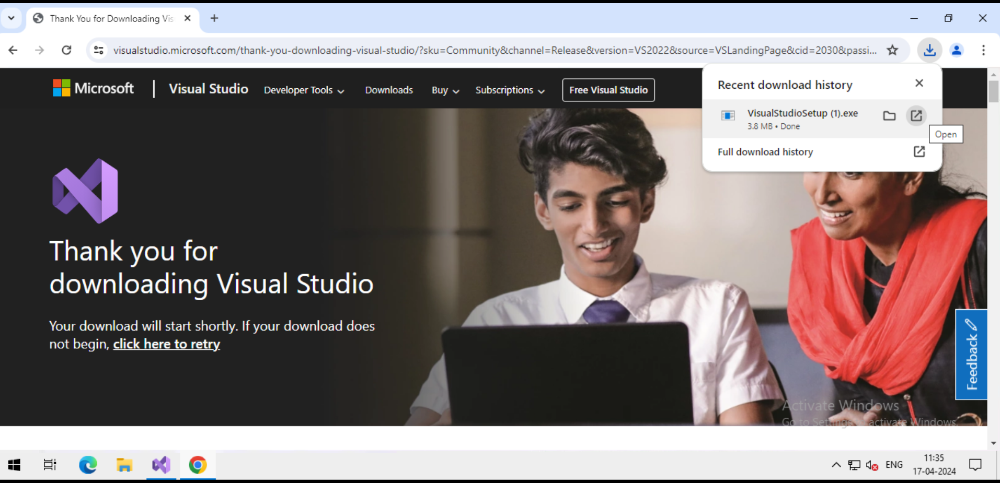 Thank You for Downloading Vis
visualstudio.microsoft.com/thank-you-downloading-visual-studio/?sku=Community&channel=Release&version=VS2022&source=VSLandingPage&cid=2030&passi...
Microsoft
Visual Studio
Developer Tools
Downloads
Buy
Subscriptions
Free Visual Studio
Recent download history
VisualStudioSetup (1).exe
3.8 MB • Done
Open
Full download history
Thank you for
downloading Visual Studio
Your download will start shortly. If your download does
not begin, click here to retry
Feedback
Activate Windows
Go to Settings to activate Windows.
ENG
11:35
17-04-2024